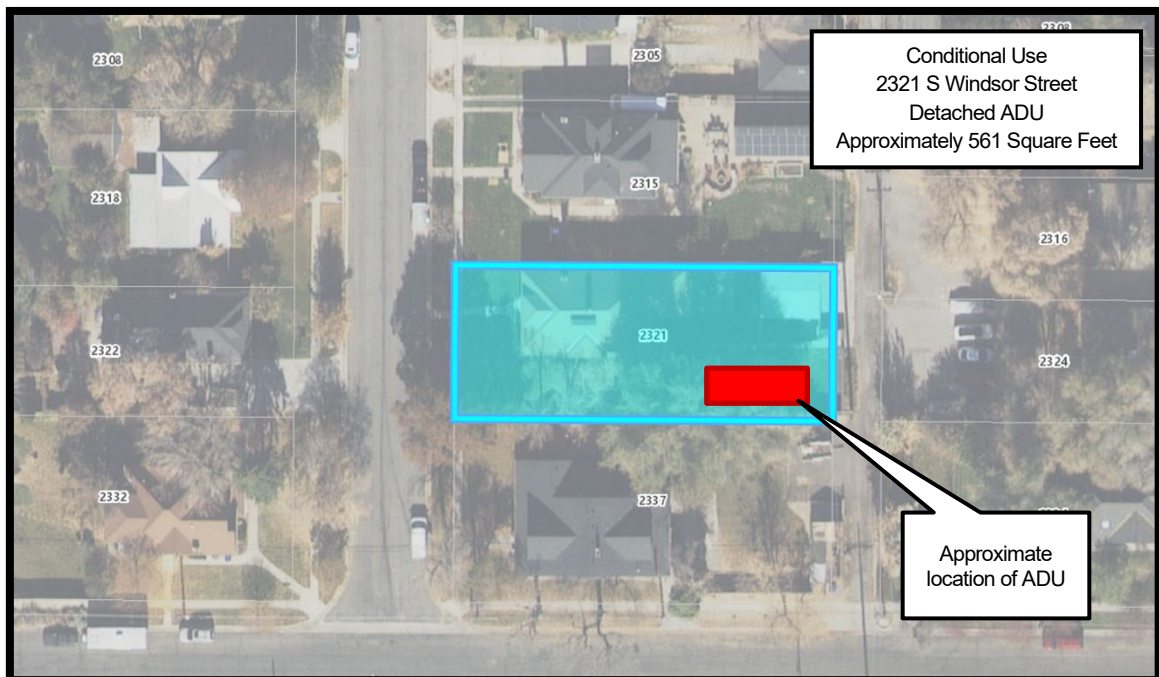 2308
2305
2308
Conditional Use
2321 S Windsor Street
Detached ADU
Approximately 561 Square Feet
2318
2315
2316
2321
2322
2324
2332
2337
Approximate
location of ADU